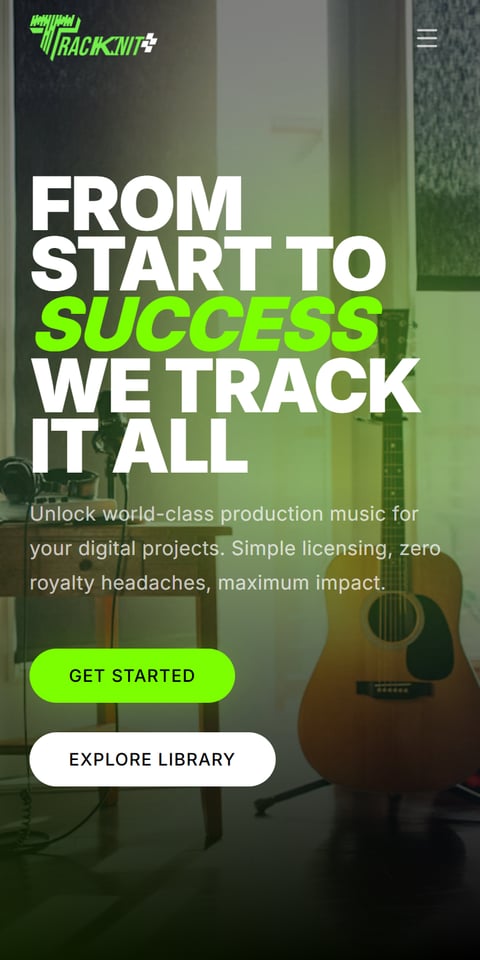 TRACKNIT
FROM
START TO
SUCCESS
WE TRACK
IT ALL
Unlock world-class production music for
your digital projects. Simple licensing, zero
royalty headaches, maximum impact.
GET STARTED
EXPLORE LIBRARY